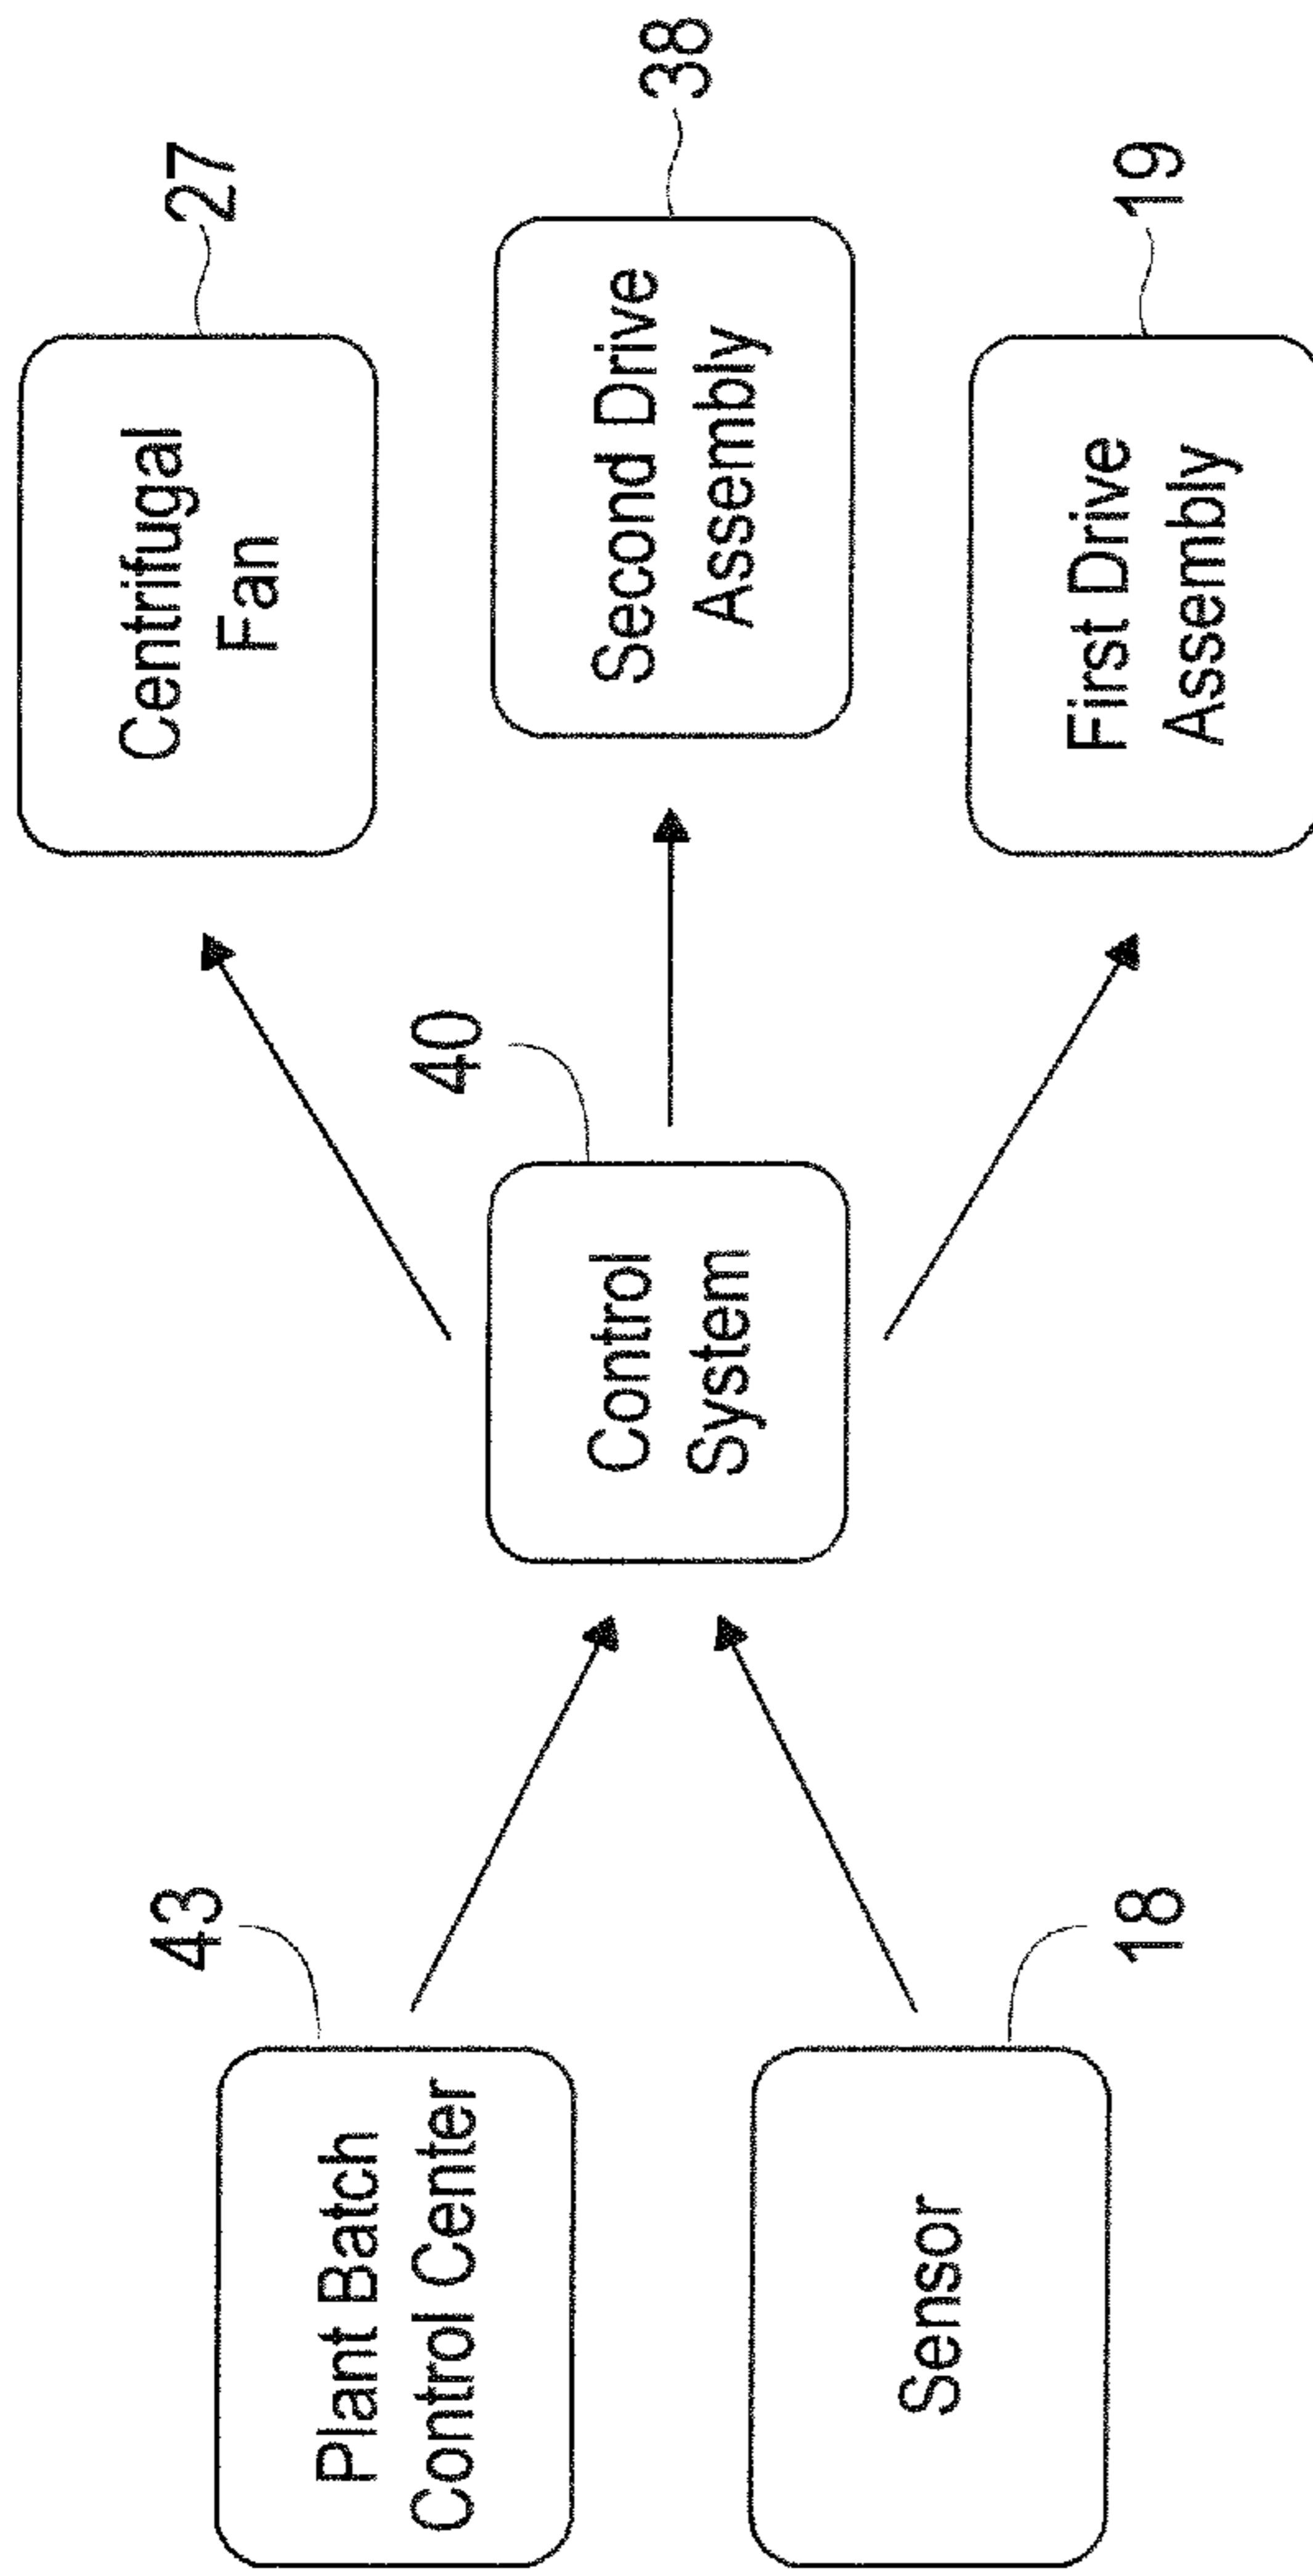 43
Plant Batch
Control Center
Sensor
18
40
Control
System
27
Centrifugal
Fan
38
Second Drive
Assembly
19
First Drive
Assembly